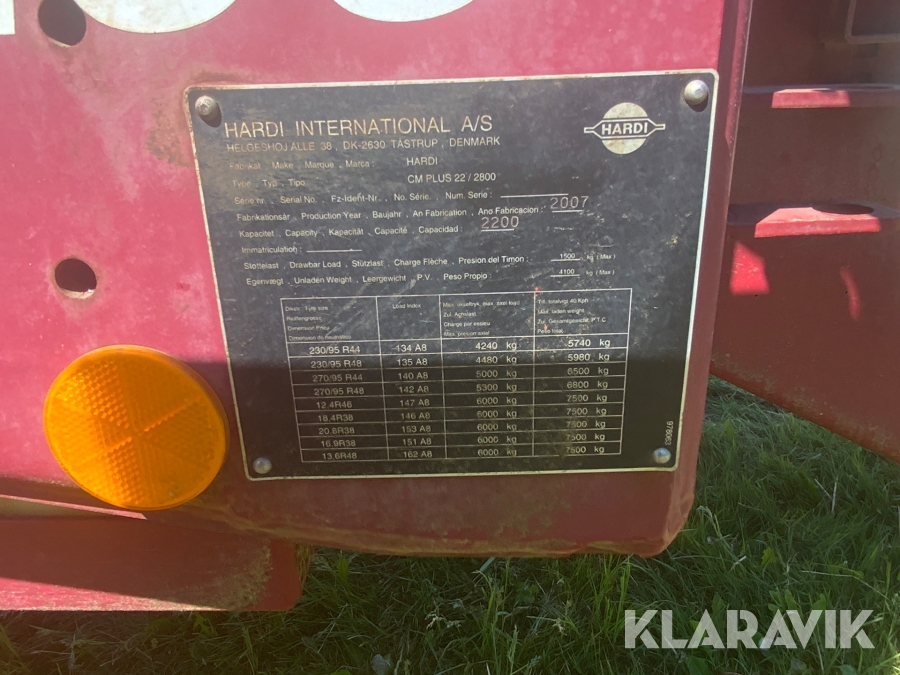 HARDI INTERNATIONAL A/S
HELGESHOJ ALLE 38 , DK-2630 TASTRUP , DENMARK
HARDI
Fabrikat . Make . Marque . Marca : HARDI
Type . Typ . Tipo CM PLUS 22 / 2800
Serie nr . Serial No . Fz-Ident-Nr. . No. Série. Num. Serie :
Fabrikationsår . Production Year . Baujahr . An Fabrication . Ano Fabricacion : 2007
Kapacitet . Capacity . Kapacität . Capacité . Capacidad : 2200
Immatriculation :
Slottelast . Drawbar Load . Stützlast . Charge Flèche . Presion del Timon : 1500 kg ( Max )
Egenvægt . Unladen Weight . Leergewicht . P.V. Peso Propio : 4100 kg ( Max )
Load Index
230/95 R44 134 A8 4240 kg 5740 kg
230/95 R48 135 A8 4480 kg 5980 kg
270/95 R44 140 A8 5000 kg 6500 kg
270/95 R48 142 A8 5300 kg 6800 kg
12.4R46 147 A8 6000 kg 7500 kg
18.4R38 146 A8 6000 kg 7500 kg
20.8R38 153 A8 6000 kg 7500 kg
16.9R38 151 A8 6000 kg 7500 kg
13.6R48 162 A8 6000 kg 7500 kg
978063
KLARAVIK